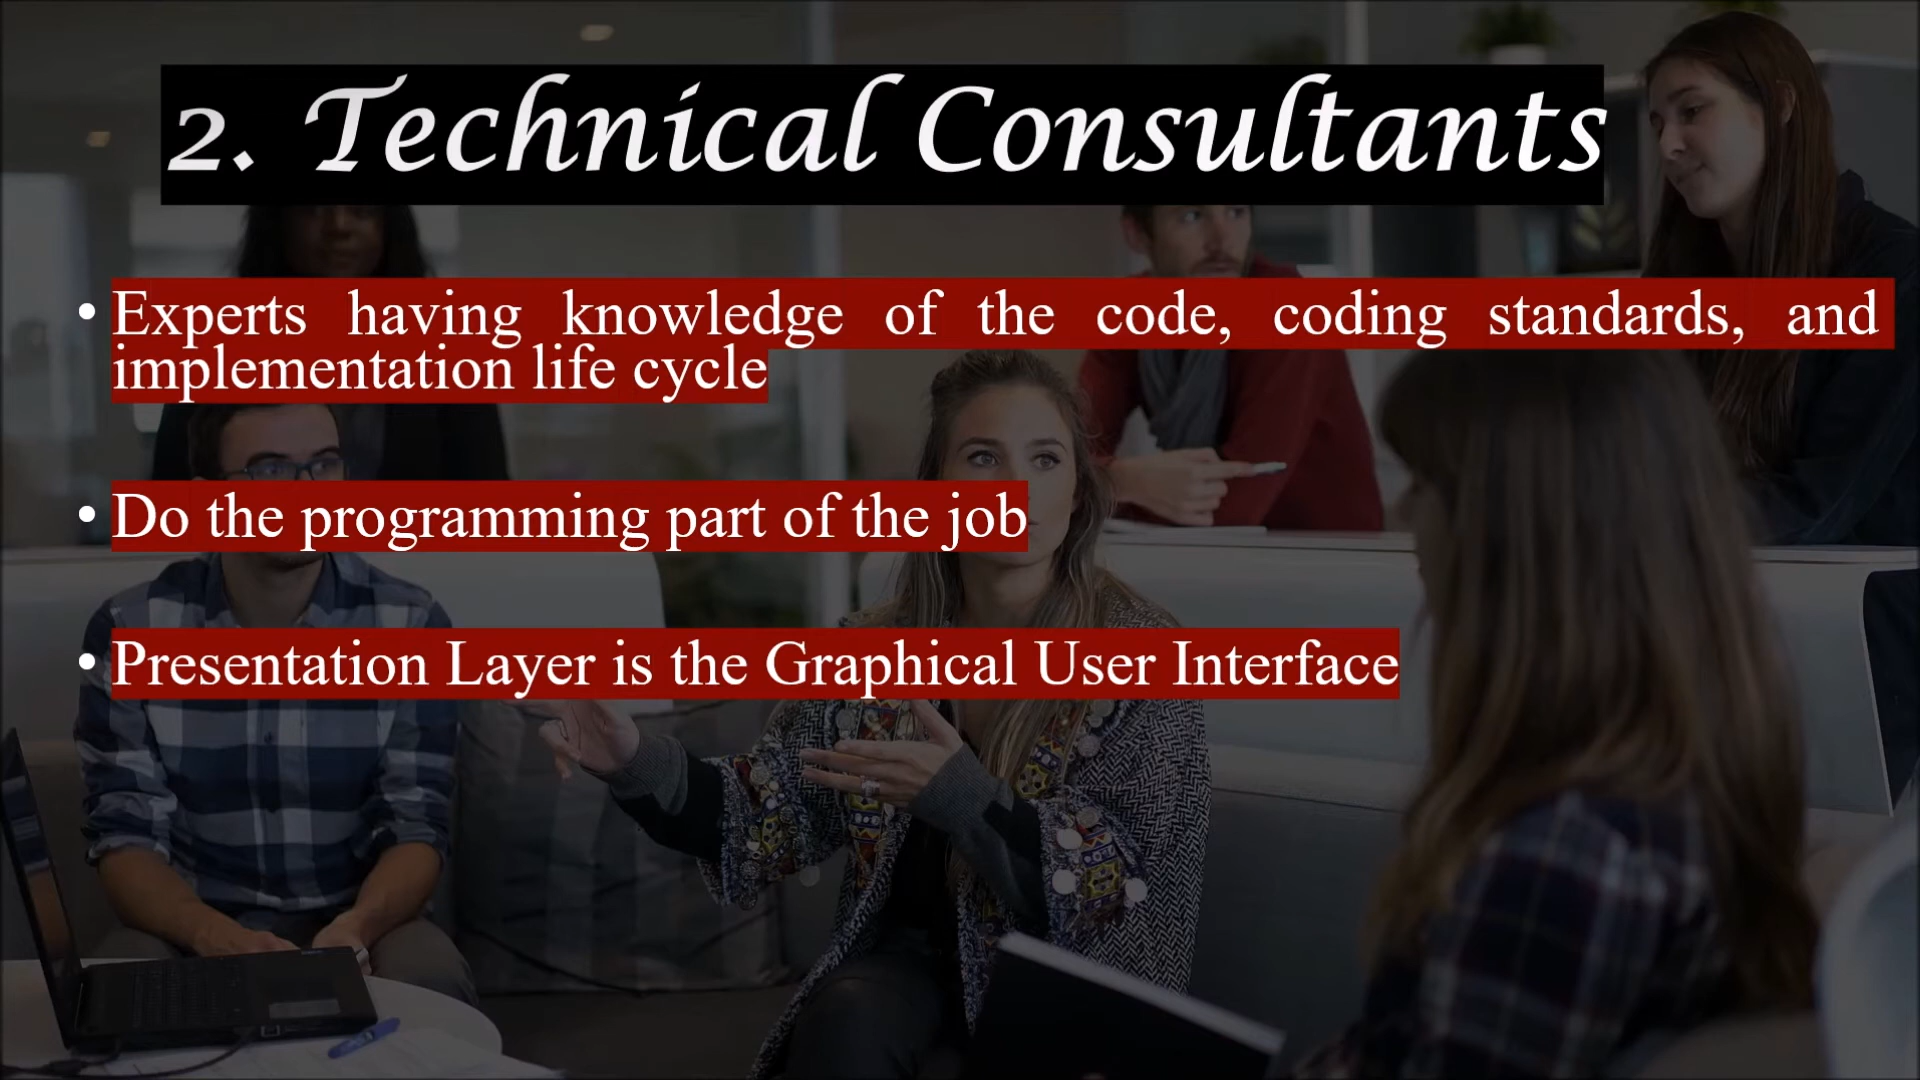 2. Technical Consultants
• Experts having knowledge of the code, coding standards, and
implementation life cycle
• Do the programming part of the job
• Presentation Layer is the Graphical User Interface